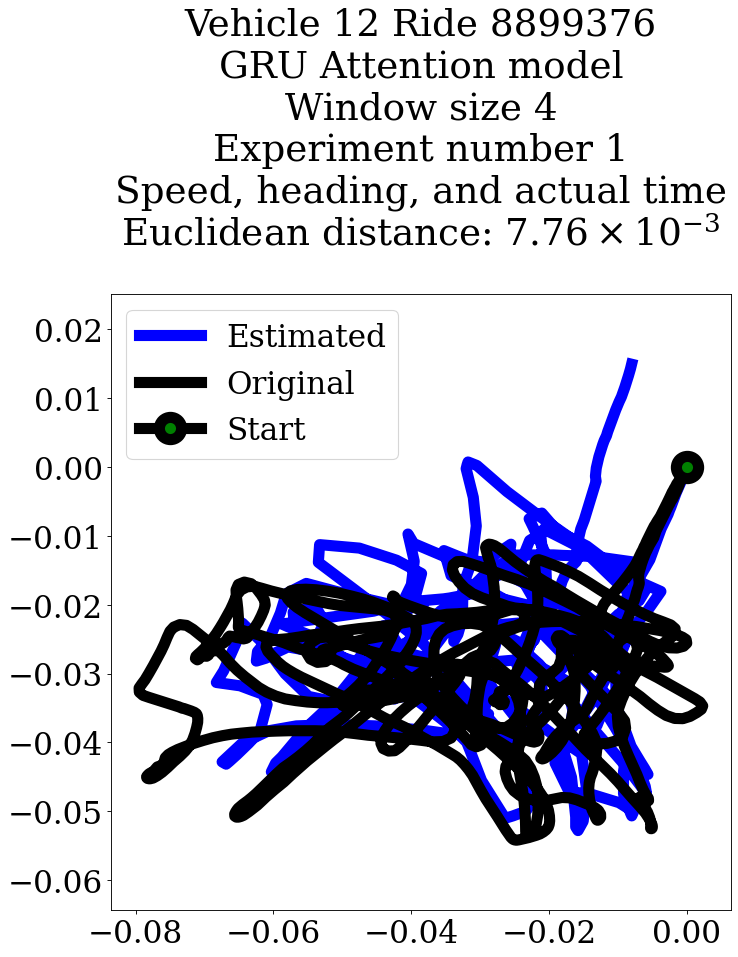 Vehicle 12 Ride 8899376
GRU Attention model
Window size 4
Experiment number 1
Speed, heading, and actual time
Euclidean distance: 7.76 × 10⁻³
Estimated
Original
Start
0.02
0.01
0.00
−0.01
−0.02
−0.03
−0.04
−0.05
−0.06
−0.08 −0.06 −0.04 −0.02 0.00